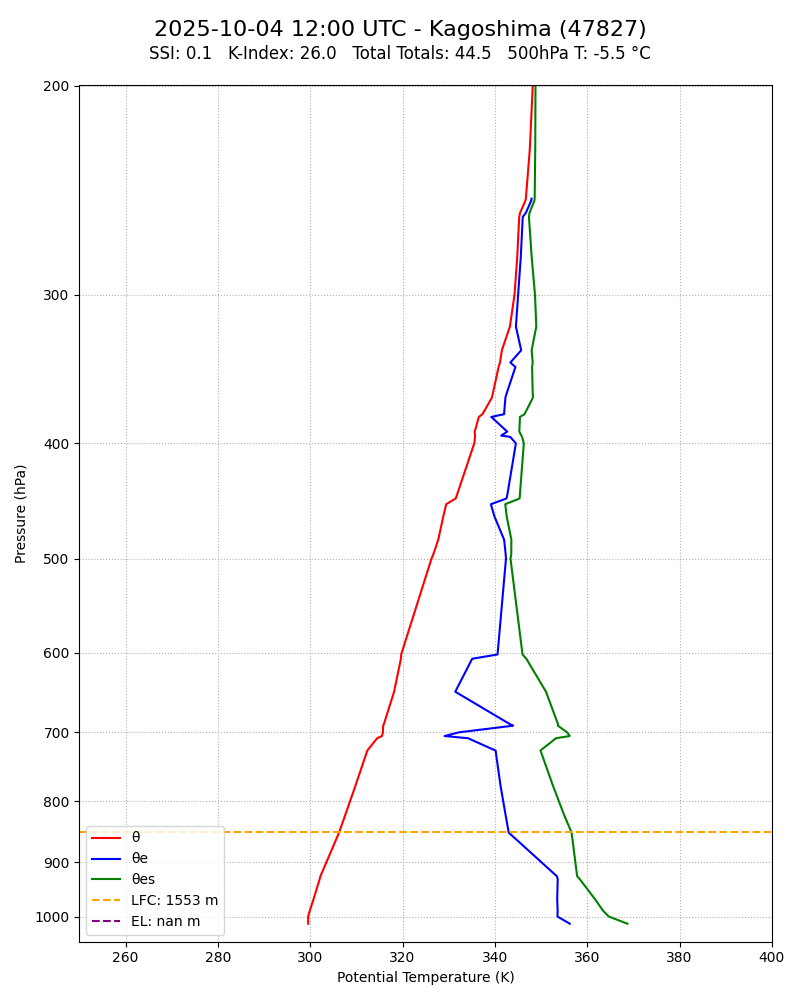 2025-10-04 12:00 UTC - Kagoshima (47827)
SSI: 0.1   K-Index: 26.0   Total Totals: 44.5   500hPa T: -5.5 °C
200
300
400
500
600
700
800
900
1000
Pressure (hPa)
θ
θe
θes
LFC: 1553 m
EL: nan m
260
280
300
320
340
360
380
400
Potential Temperature (K)